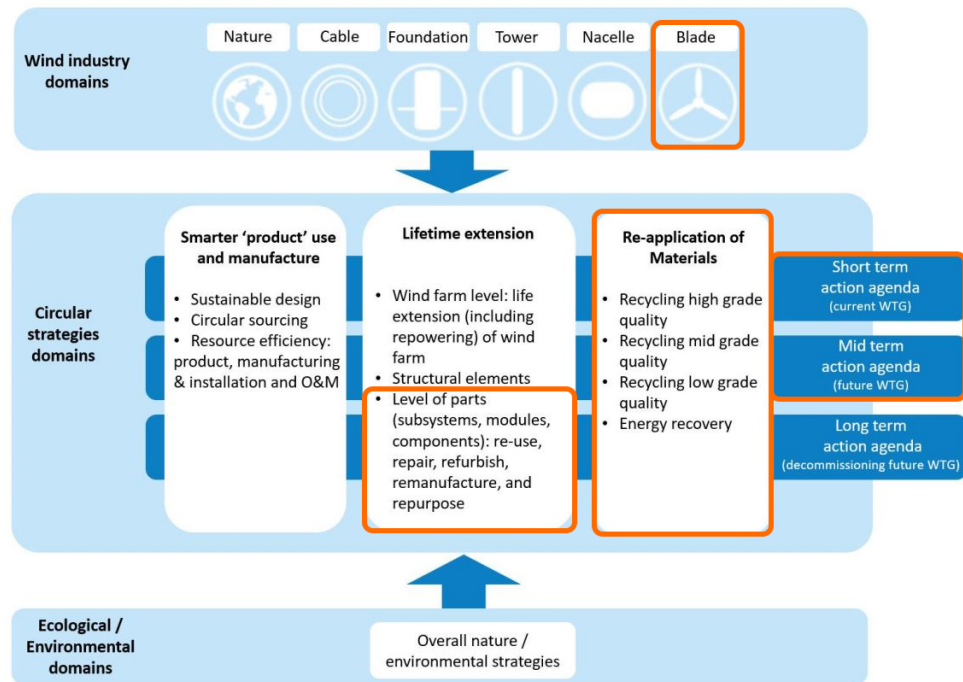 Wind industry
domains
Nature
Cable
Foundation
Tower
Nacelle
Blade
Circular
strategies
domains
Smarter ‘product’ use
and manufacture
• Sustainable design
• Circular sourcing
• Resource efficiency:
product, manufacturing
& installation and O&M
Lifetime extension
• Wind farm level: life
extension (including
repowering) of wind
farm
• Structural elements
• Level of parts
(subsystems, modules,
components): re-use,
repair, refurbish,
remanufacture, and
repurpose
Re-application of
Materials
• Recycling high grade
quality
• Recycling mid grade
quality
• Recycling low grade
quality
• Energy recovery
Short term
action agenda
(current WTG)
Mid term
action agenda
(future WTG)
Long term
action agenda
(decommissioning future WTG)
Ecological /
Environmental
domains
Overall nature /
environmental strategies